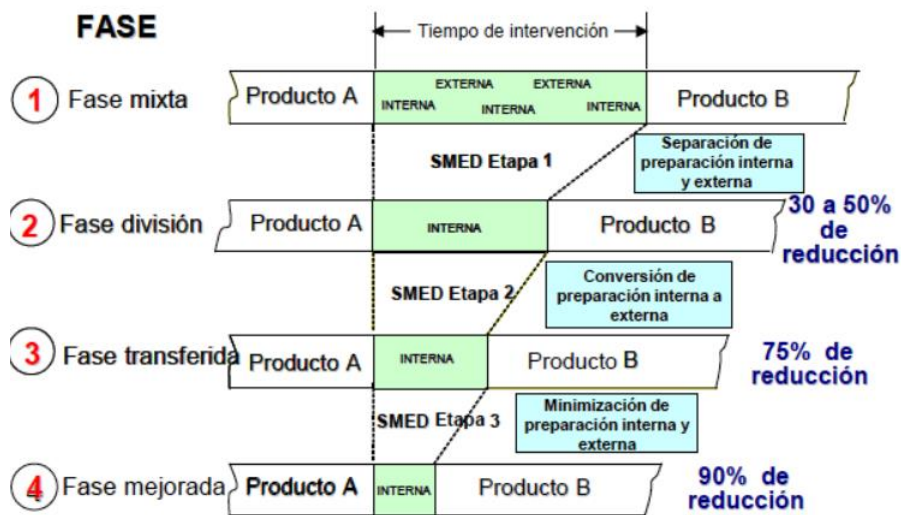 FASE
Tiempo de intervención
1 Fase mixta
Producto A
EXTERNA EXTERNA
INTERNA INTERNA INTERNA
Producto B
SMED Etapa 1
Separación de
preparación interna
y externa
2 Fase división
Producto A
INTERNA
Producto B
30 a 50%
de
reducción
SMED Etapa 2
Conversión de
preparación interna a
externa
3 Fase transferida
Producto A
INTERNA
Producto B
75% de
reducción
SMED Etapa 3
Minimización de
preparación interna y
externa
4 Fase mejorada
Producto A
INTERNA
Producto B
90% de
reducción